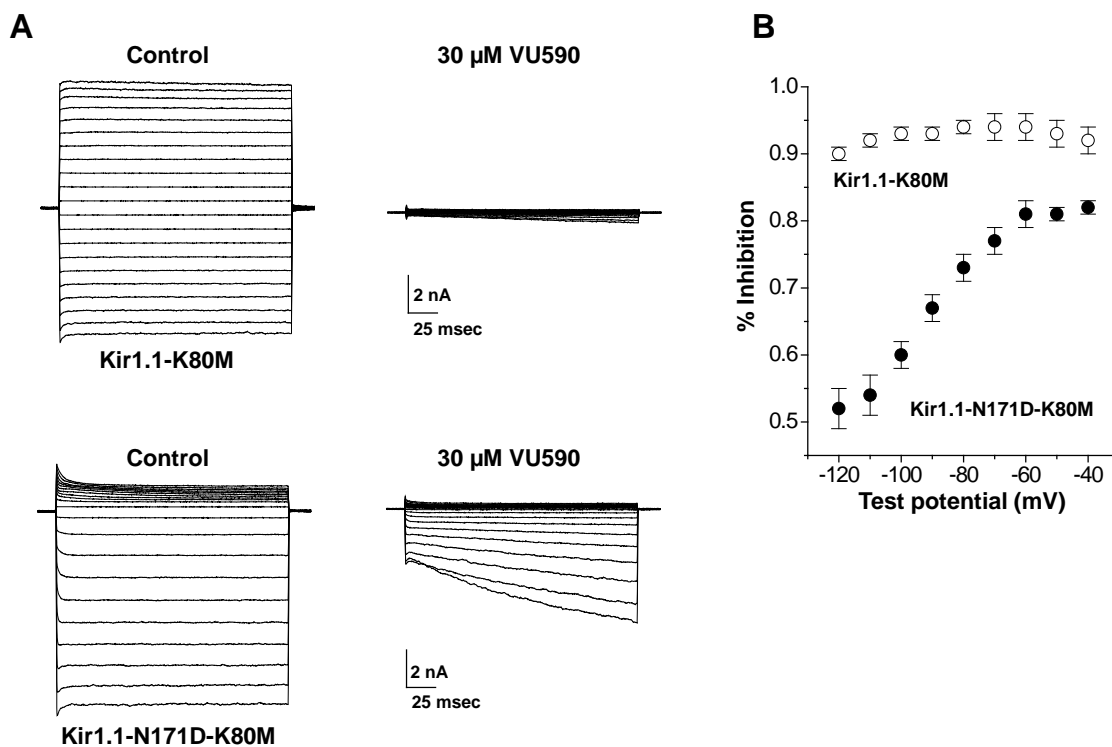 A
Control
30 µM VU590
2 nA
25 msec
Kir1.1-K80M
Control
30 µM VU590
2 nA
25 msec
Kir1.1-N171D-K80M
B
1.0
0.9
0.8
0.7
0.6
0.5
% Inhibition
Kir1.1-K80M
Kir1.1-N171D-K80M
-120
-100
-80
-60
-40
Test potential (mV)